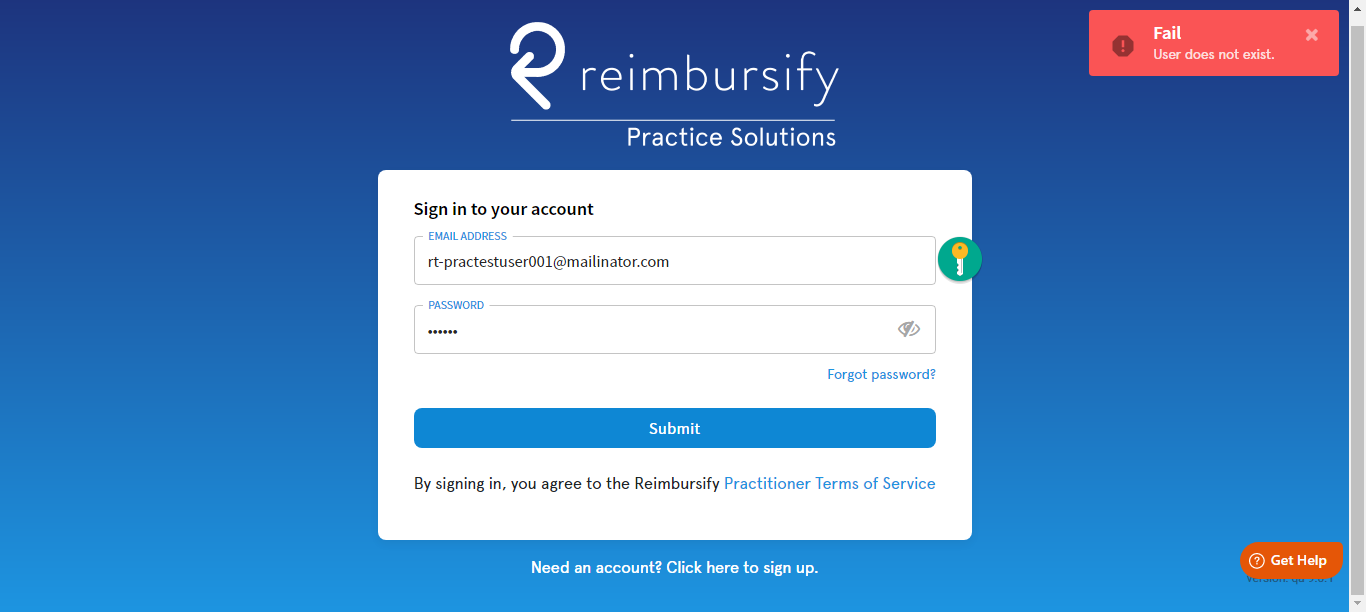 Fail
User does not exist.
reimbursify
Practice Solutions
Sign in to your account
EMAIL ADDRESS
rt-practestuser001@mailinator.com
PASSWORD
••••••
Forgot password?
Submit
By signing in, you agree to the Reimbursify Practitioner Terms of Service
Need an account? Click here to sign up.
Get Help